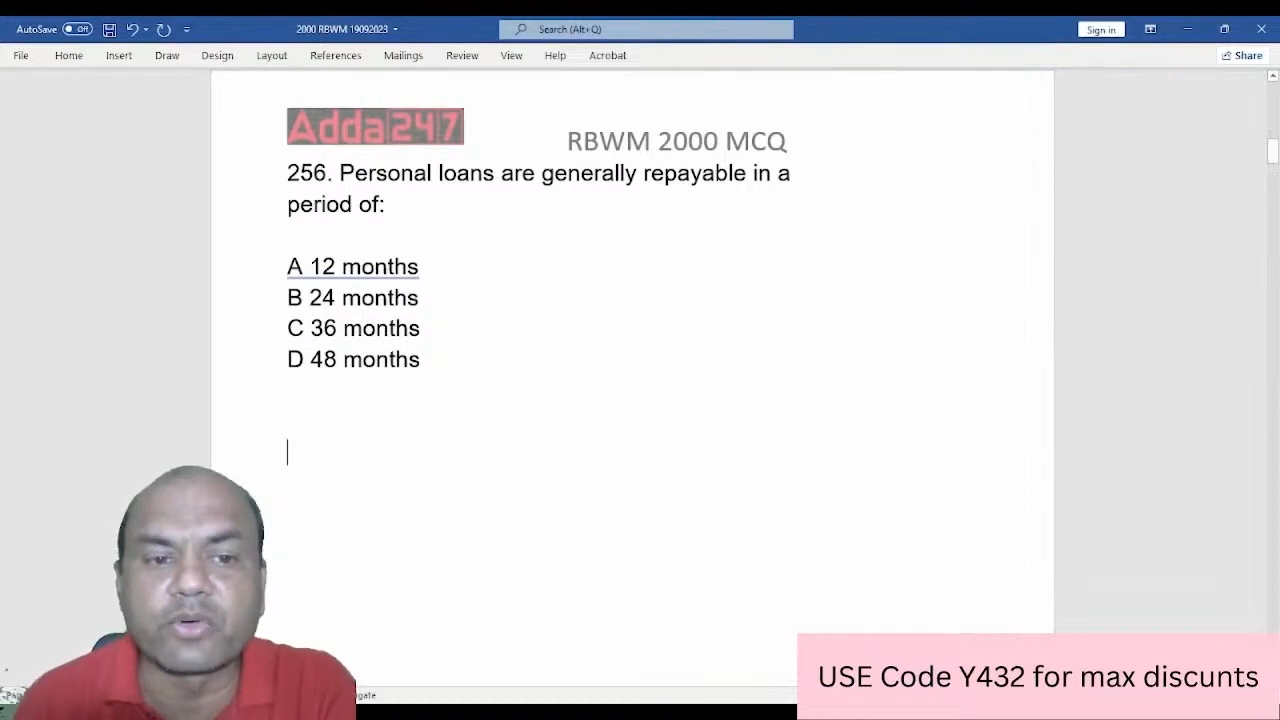 AutoSave Off 2000 RBWM 19092023 Search (Alt+Q) Sign in
File Home Insert Draw Design Layout References Mailings Review View Help Acrobat Share
Adda247
RBWM 2000 MCQ
256. Personal loans are generally repayable in a
period of:
A 12 months
B 24 months
C 36 months
D 48 months
USE Code Y432 for max discunts